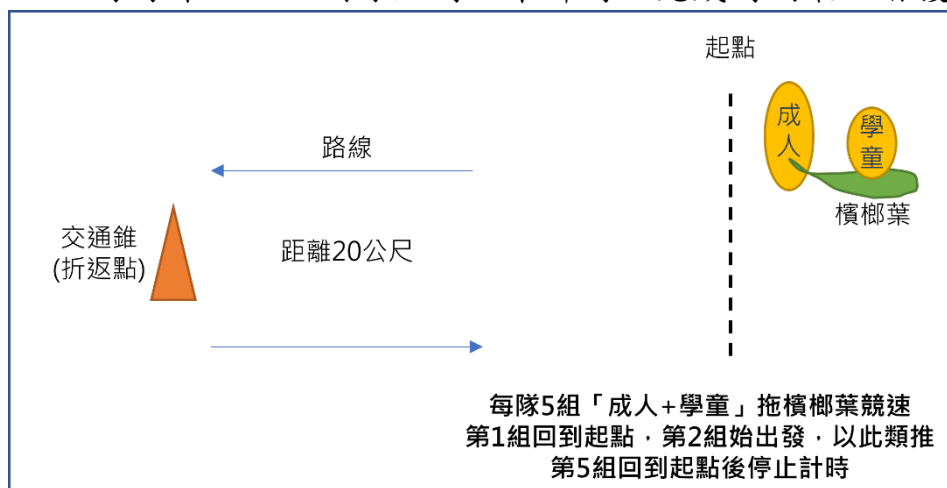 起點
成人
學童
檳榔葉
路線
交通錐
(折返點)
距離20公尺
每隊5組「成人+學童」拖檳榔葉競速
第1組回到起點，第2組始出發，以此類推
第5組回到起點後停止計時